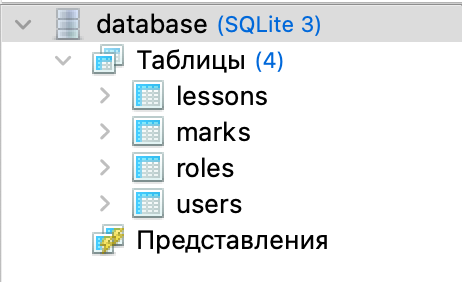 database (SQLite 3)
Таблицы (4)
lessons
marks
roles
users
Представления